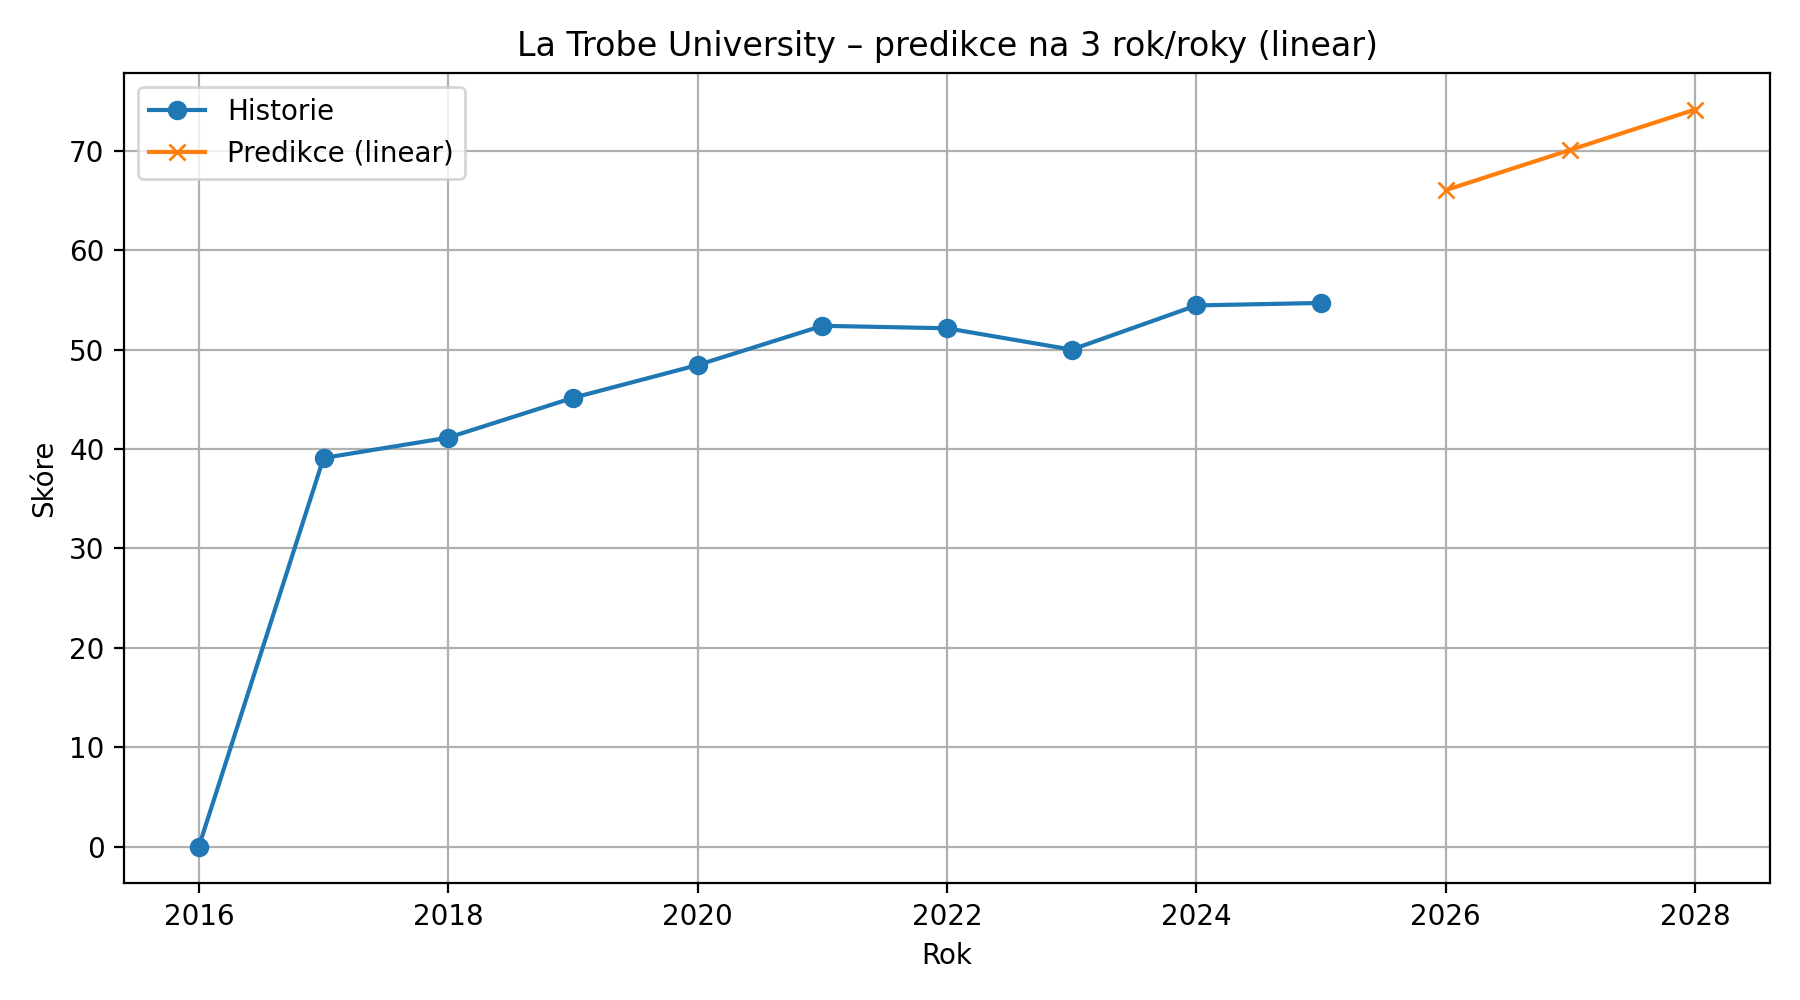 La Trobe University – predikce na 3 rok/roky (linear)
Historie
Predikce (linear)
Skóre
70
60
50
40
30
20
10
0
2016 2018 2020 2022 2024 2026 2028
Rok